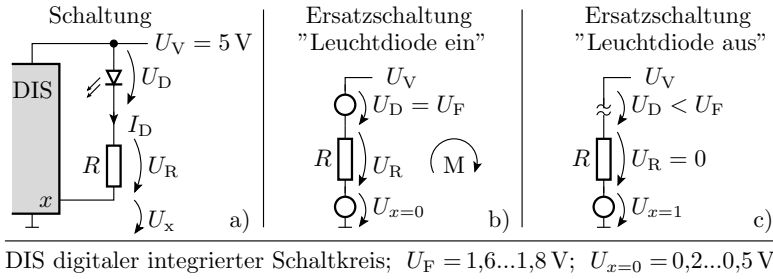 Schaltung
U_V = 5 V
DIS
U_D
I_D
R
U_R
x
U_x
a)
Ersatzschaltung
"Leuchtdiode ein"
U_V
U_D = U_F
R
U_R
M
U_x=0
b)
Ersatzschaltung
"Leuchtdiode aus"
U_V
U_D < U_F
R
U_R = 0
U_x=1
c)
DIS digitaler integrierter Schaltkreis; U_F = 1,6...1,8 V; U_x=0 = 0,2...0,5 V